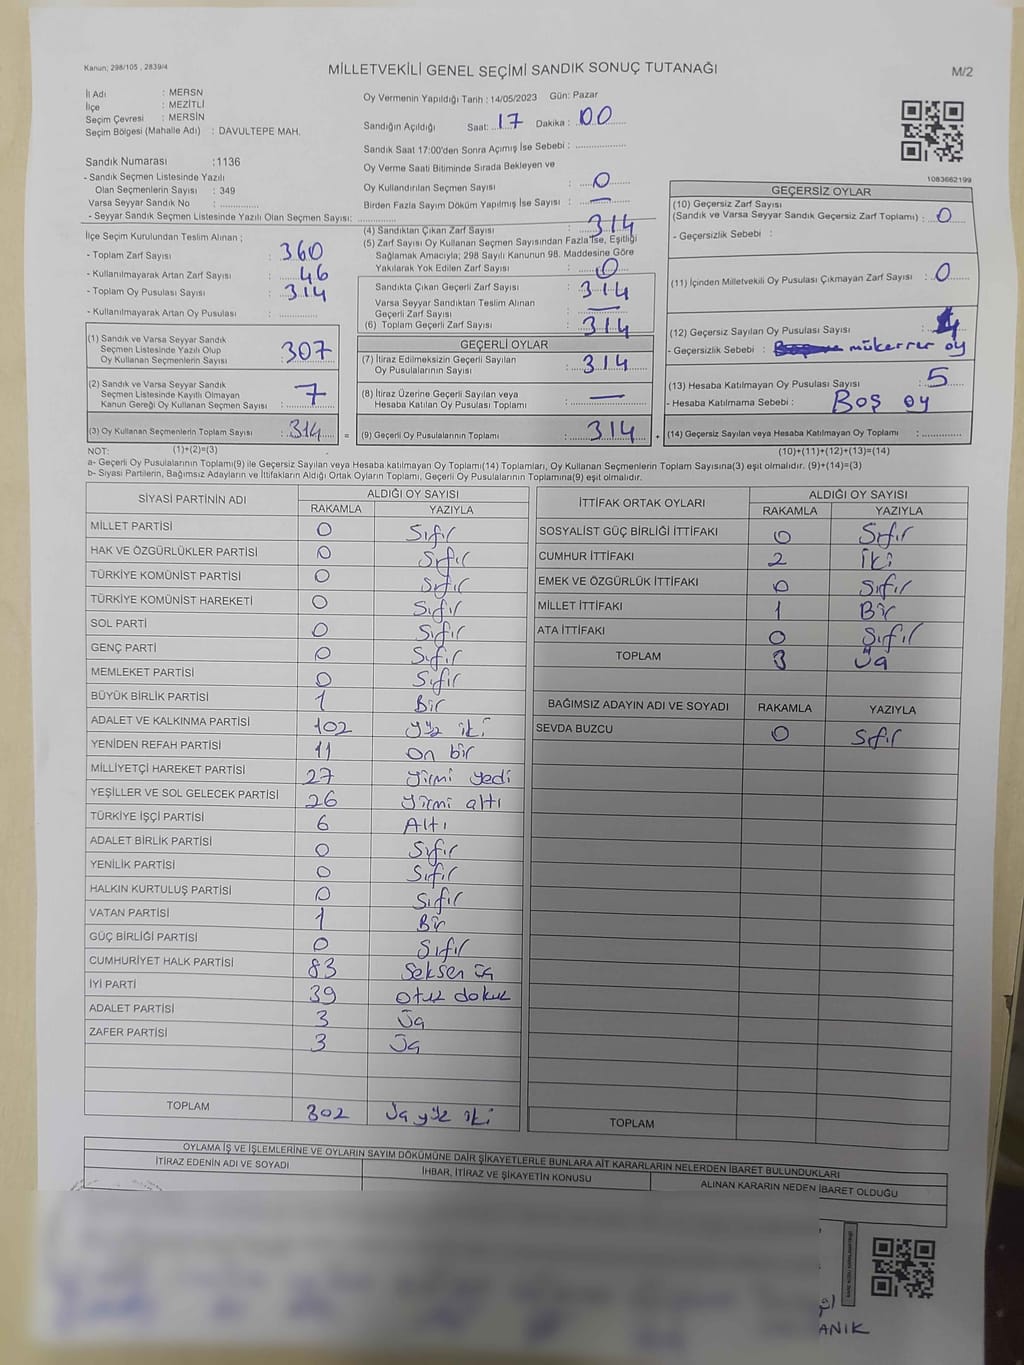 Kanun; 298/105 , 2839/4
MİLLETVEKİLİ GENEL SEÇİMİ SANDIK SONUÇ TUTANAĞI
M/2
İl Adı : MERSN
İlçe : MEZİTLİ
Seçim Çevresi : MERSİN
Seçim Bölgesi (Mahalle Adı) : DAVULTEPE MAH.
Sandık Numarası :1136
- Sandık Seçmen Listesinde Yazılı
Olan Seçmenlerin Sayısı : 349
Varsa Seyyar Sandık No :
- Seyyar Sandık Seçmen Listesinde Yazılı Olan Seçmen Sayısı:
Oy Vermenin Yapıldığı Tarih : 14/05/2023 Gün: Pazar
Sandığın Açıldığı Saat: 17 Dakika : 00
Sandık Saat 17:00'den Sonra Açımış İse Sebebi :
Oy Verme Saati Bitiminde Sırada Bekleyen ve
Oy Kullandırılan Seçmen Sayısı : 0
Birden Fazla Sayım Döküm Yapılmış İse Sayısı : —
1083662199
İlçe Seçim Kurulundan Teslim Alınan ;
- Toplam Zarf Sayısı : 360
- Kullanılmayarak Artan Zarf Sayısı : 46
- Toplam Oy Pusulası Sayısı : 314
- Kullanılmayarak Artan Oy Pusulası :
(4) Sandıktan Çıkan Zarf Sayısı : 314
(5) Zarf Sayısı Oy Kullanan Seçmen Sayısından Fazla İse, Eşitliği
Sağlamak Amacıyla; 298 Sayılı Kanunun 98. Maddesine Göre
Yakılarak Yok Edilen Zarf Sayısı : 0
Sandıkta Çıkan Geçerli Zarf Sayısı : 314
Varsa Seyyar Sandıktan Teslim Alınan
Geçerli Zarf Sayısı : —
(6) Toplam Geçerli Zarf Sayısı : 314
GEÇERSİZ OYLAR
(10) Geçersiz Zarf Sayısı
(Sandık ve Varsa Seyyar Sandık Geçersiz Zarf Toplamı) : 0
- Geçersizlik Sebebi :
(11) İçinden Milletvekili Oy Pusulası Çıkmayan Zarf Sayısı : 0
(12) Geçersiz Sayılan Oy Pusulası Sayısı : 4
- Geçersizlik Sebebi : mükerrer oy
(13) Hesaba Katılmayan Oy Pusulası Sayısı : 5
- Hesaba Katılmama Sebebi : Boş oy
(14) Geçersiz Sayılan veya Hesaba Katılmayan Oy Toplamı :
(10)+(11)+(12)+(13)=(14)
(1) Sandık ve Varsa Seyyar Sandık
Seçmen Listesinde Yazılı Olup
Oy Kullanan Seçmenlerin Sayısı : 307
(2) Sandık ve Varsa Seyyar Sandık
Seçmen Listesinde Kayıtlı Olmayan
Kanun Gereği Oy Kullanan Seçmen Sayısı : 7
(3) Oy Kullanan Seçmenlerin Toplam Sayısı : 314 =
GEÇERLİ OYLAR
(7) İtiraz Edilmeksizin Geçerli Sayılan
Oy Pusulalarının Sayısı : 314
(8) İtiraz Üzerine Geçerli Sayılan veya
Hesaba Katılan Oy Pusulası Toplamı : —
(9) Geçerli Oy Pusulalarının Toplamı : 314 +
NOT: (1)+(2)=(3)
a- Geçerli Oy Pusulalarının Toplamı(9) ile Geçersiz Sayılan veya Hesaba katılmayan Oy Toplamı(14) Toplamları, Oy Kullanan Seçmenlerin Toplam Sayısına(3) eşit olmalıdır. (9)+(14)=(3)
b- Siyasi Partilerin, Bağımsız Adayların ve İttifakların Aldığı Ortak Oyların Toplamı, Geçerli Oy Pusulalarının Toplamına(9) eşit olmalıdır.
SİYASİ PARTİNİN ADI ALDIĞI OY SAYISI
RAKAMLA YAZIYLA
MİLLET PARTİSİ 0 Sıfır
HAK VE ÖZGÜRLÜKLER PARTİSİ 0 Sıfır
TÜRKİYE KOMÜNİST PARTİSİ 0 Sıfır
TÜRKİYE KOMÜNİST HAREKETİ 0 Sıfır
SOL PARTİ 0 Sıfır
GENÇ PARTİ 0 Sıfır
MEMLEKET PARTİSİ 0 Sıfır
BÜYÜK BİRLİK PARTİSİ 1 Bir
ADALET VE KALKINMA PARTİSİ 102 yüz iki
YENİDEN REFAH PARTİSİ 11 on bir
MİLLİYETÇİ HAREKET PARTİSİ 27 yirmi yedi
YEŞİLLER VE SOL GELECEK PARTİSİ 26 yirmi altı
TÜRKİYE İŞÇİ PARTİSİ 6 Altı
ADALET BİRLİK PARTİSİ 0 Sıfır
YENİLİK PARTİSİ 0 Sıfır
HALKIN KURTULUŞ PARTİSİ 0 Sıfır
VATAN PARTİSİ 1 Bir
GÜÇ BİRLİĞİ PARTİSİ 0 Sıfır
CUMHURİYET HALK PARTİSİ 83 Seksen üç
İYİ PARTİ 39 otuz dokuz
ADALET PARTİSİ 3 Üç
ZAFER PARTİSİ 3 Üç
TOPLAM 302 Üç yüz iki
İTTİFAK ORTAK OYLARI ALDIĞI OY SAYISI
RAKAMLA YAZIYLA
SOSYALİST GÜÇ BİRLİĞİ İTTİFAKI 0 Sıfır
CUMHUR İTTİFAKI 2 İki
EMEK VE ÖZGÜRLÜK İTTİFAKI 0 Sıfır
MİLLET İTTİFAKI 1 Bir
ATA İTTİFAKI 0 Sıfır
TOPLAM 3 Üç
BAĞIMSIZ ADAYIN ADI VE SOYADI RAKAMLA YAZIYLA
SEVDA BUZCU 0 Sıfır
TOPLAM
OYLAMA İŞ VE İŞLEMLERİNE VE OYLARIN SAYIM DÖKÜMÜNE DAİR ŞİKAYETLERLE BUNLARA AİT KARARLARIN NELERDEN İBARET BULUNDUKLARI
İTİRAZ EDENİN ADI VE SOYADI
İHBAR, İTİRAZ VE ŞİKAYETİN KONUSU
ALINAN KARARIN NEDEN İBARET OLDUĞU
ANIK